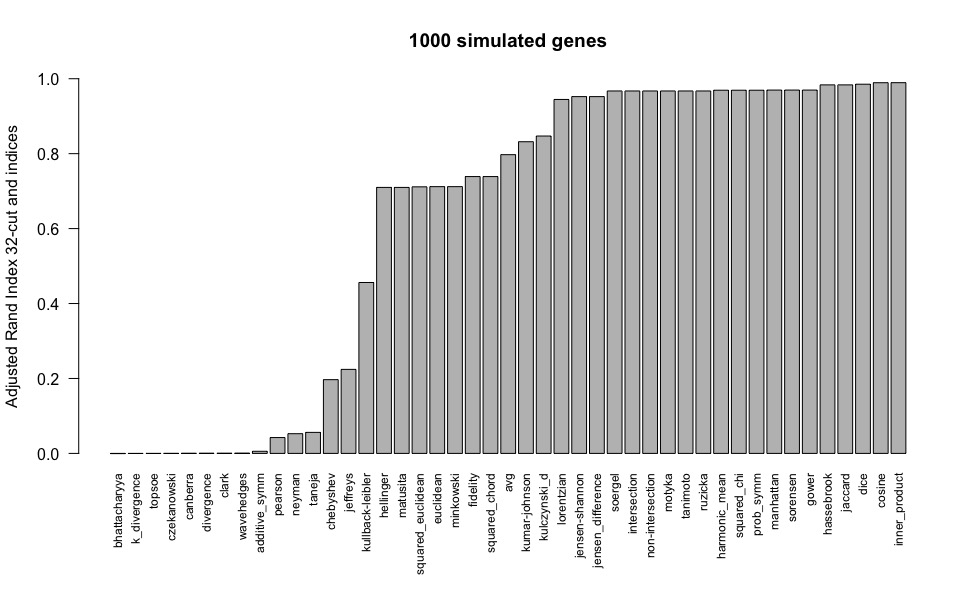 1000 simulated genes
Adjusted Rand Index 32-cut and indices
1.0
0.8
0.6
0.4
0.2
0.0
bhattacharyya
k_divergence
topsoe
czekanowski
canberra
divergence
clark
wavehedges
additive_symm
pearson
neyman
taneja
chebyshev
jeffreys
kullback-leibler
hellinger
matusita
squared_euclidean
euclidean
minkowski
fidelity
squared_chord
avg
kumar-johnson
kulczynski_d
lorentzian
jensen-shannon
jensen_difference
soergel
intersection
non-intersection
motyka
tanimoto
ruzicka
harmonic_mean
squared_chi
prob_symm
manhattan
sorensen
gower
hassebrook
jaccard
dice
cosine
inner_product